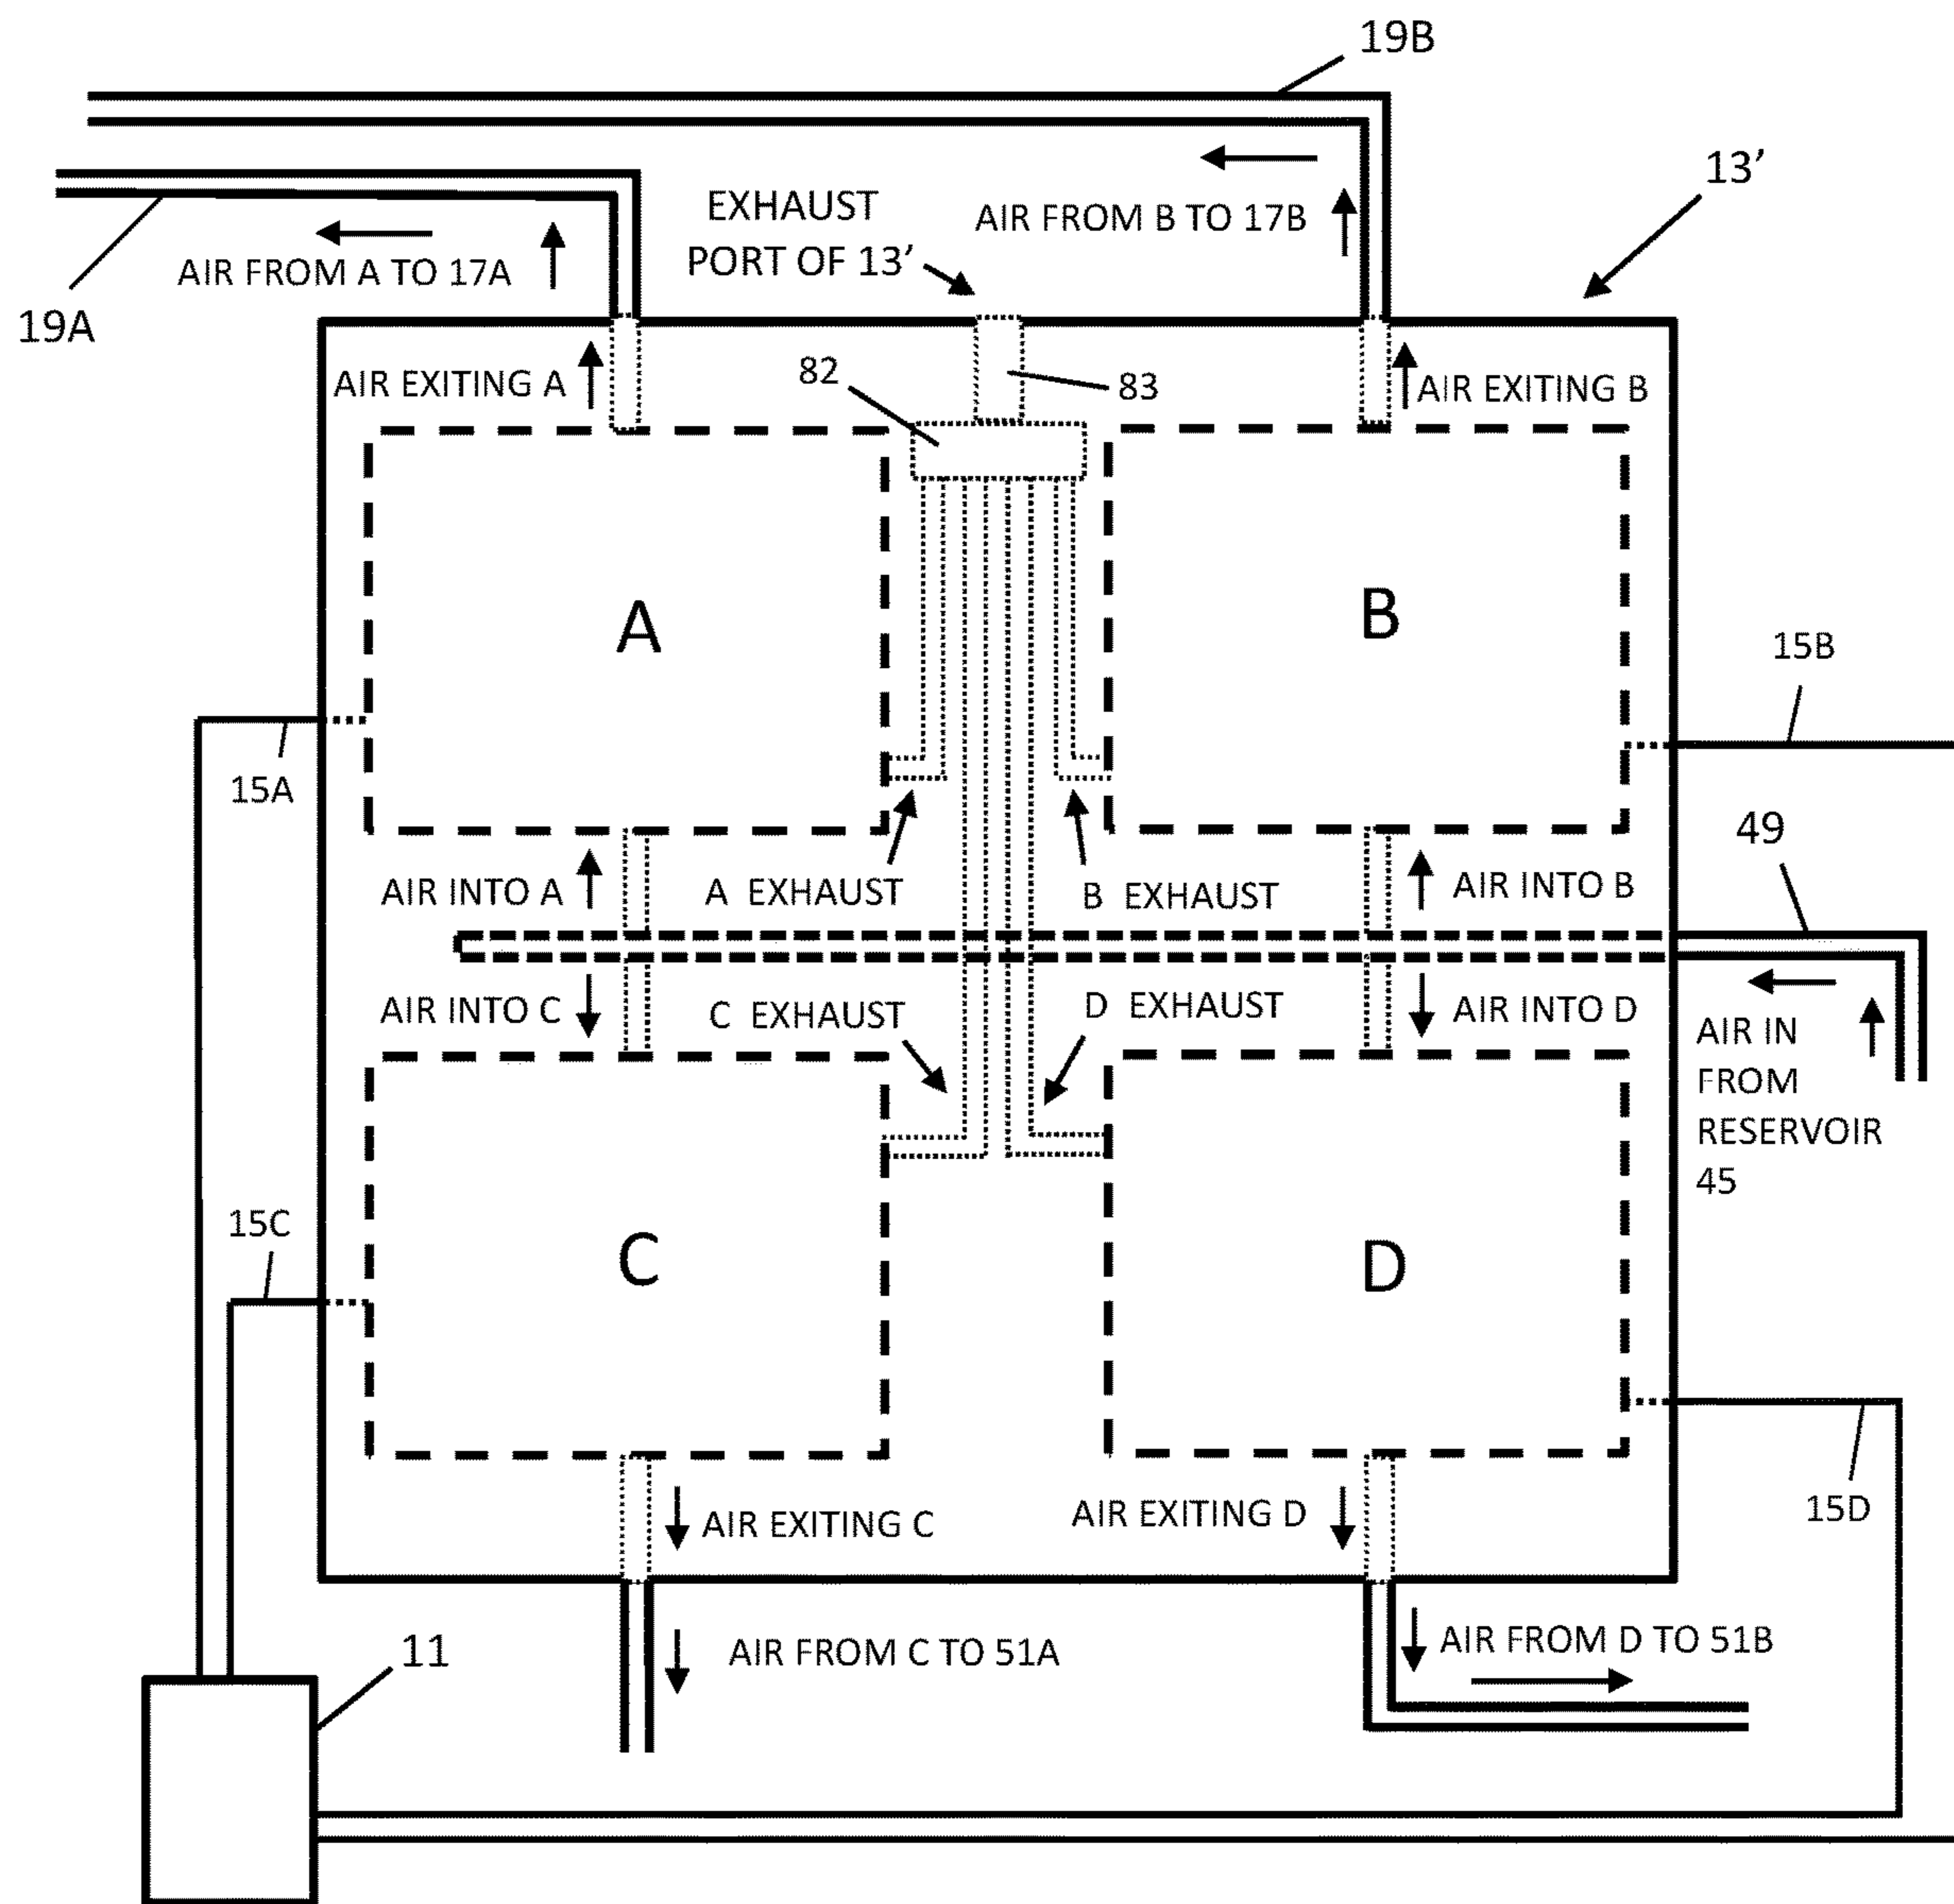 19B
13’
EXHAUST
PORT OF 13’
AIR FROM B TO 17B
AIR FROM A TO 17A
19A
82
83
AIR EXITING A
AIR EXITING B
A
B
15B
15A
49
AIR INTO A
A EXHAUST
B EXHAUST
AIR INTO B
AIR INTO C
C EXHAUST
D EXHAUST
AIR INTO D
AIR IN
FROM
RESERVOIR
45
15C
C
D
AIR EXITING C
AIR EXITING D
15D
11
AIR FROM C TO 51A
AIR FROM D TO 51B